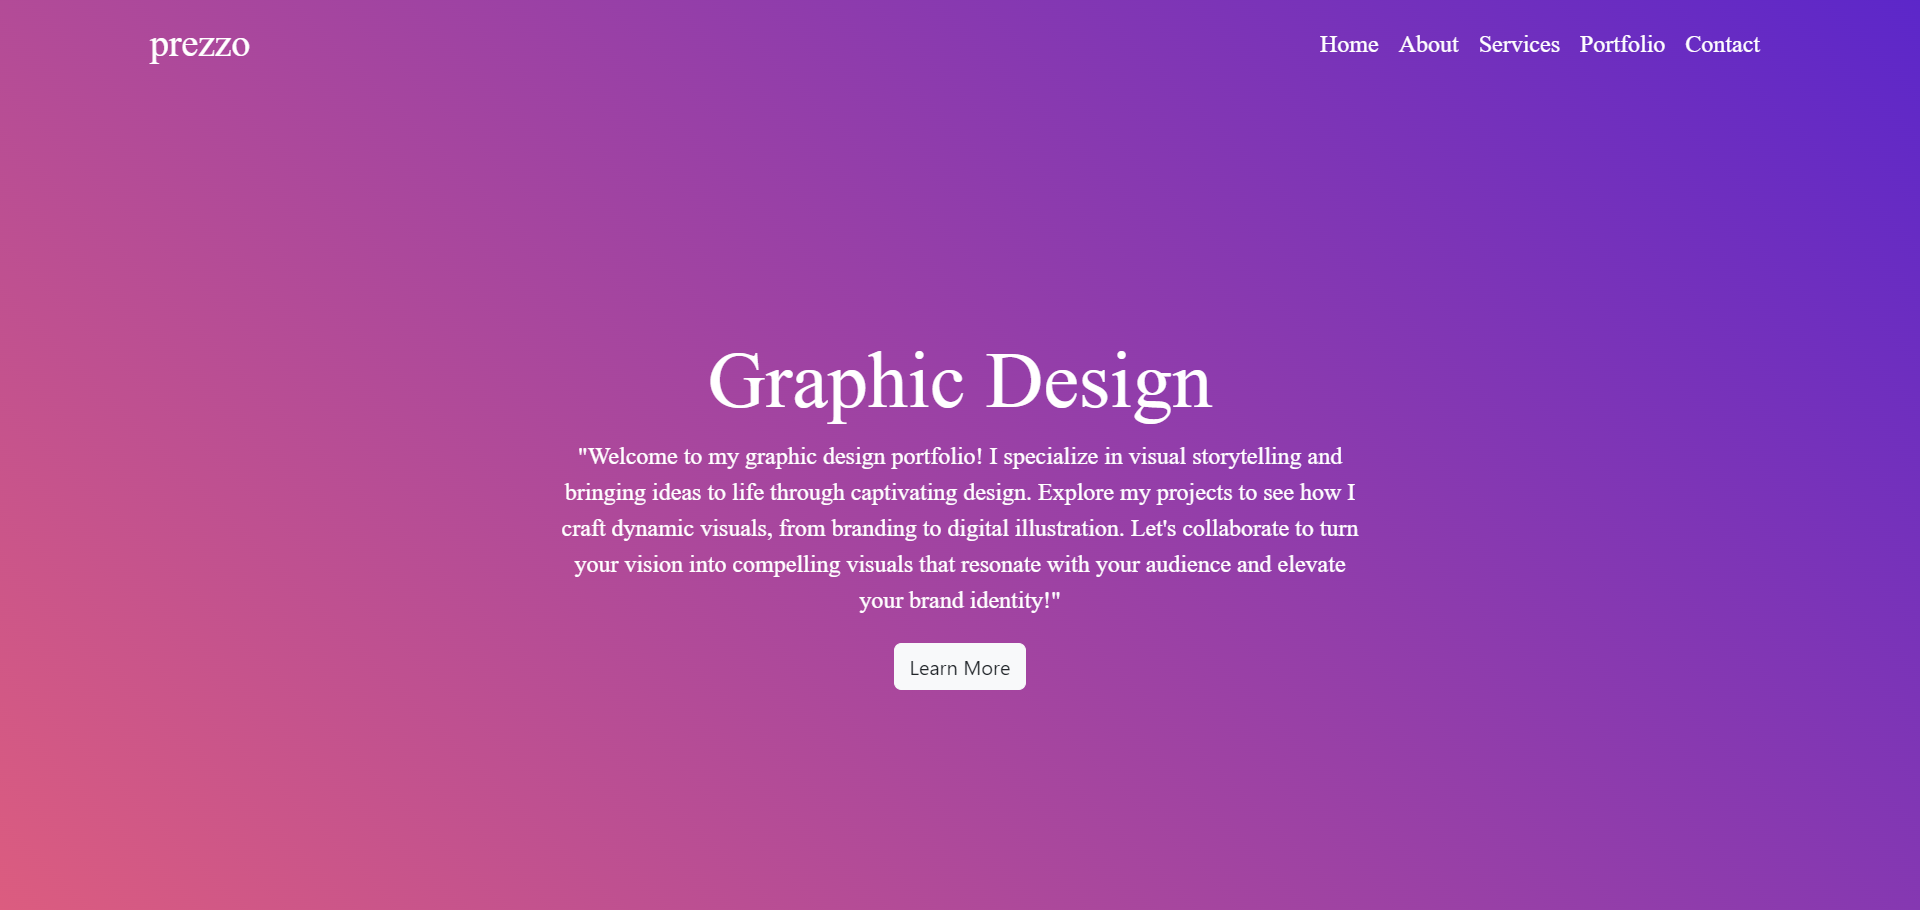 prezzo
Home About Services Portfolio Contact
Graphic Design
"Welcome to my graphic design portfolio! I specialize in visual storytelling and
bringing ideas to life through captivating design. Explore my projects to see how I
craft dynamic visuals, from branding to digital illustration. Let's collaborate to turn
your vision into compelling visuals that resonate with your audience and elevate
your brand identity!"
Learn More